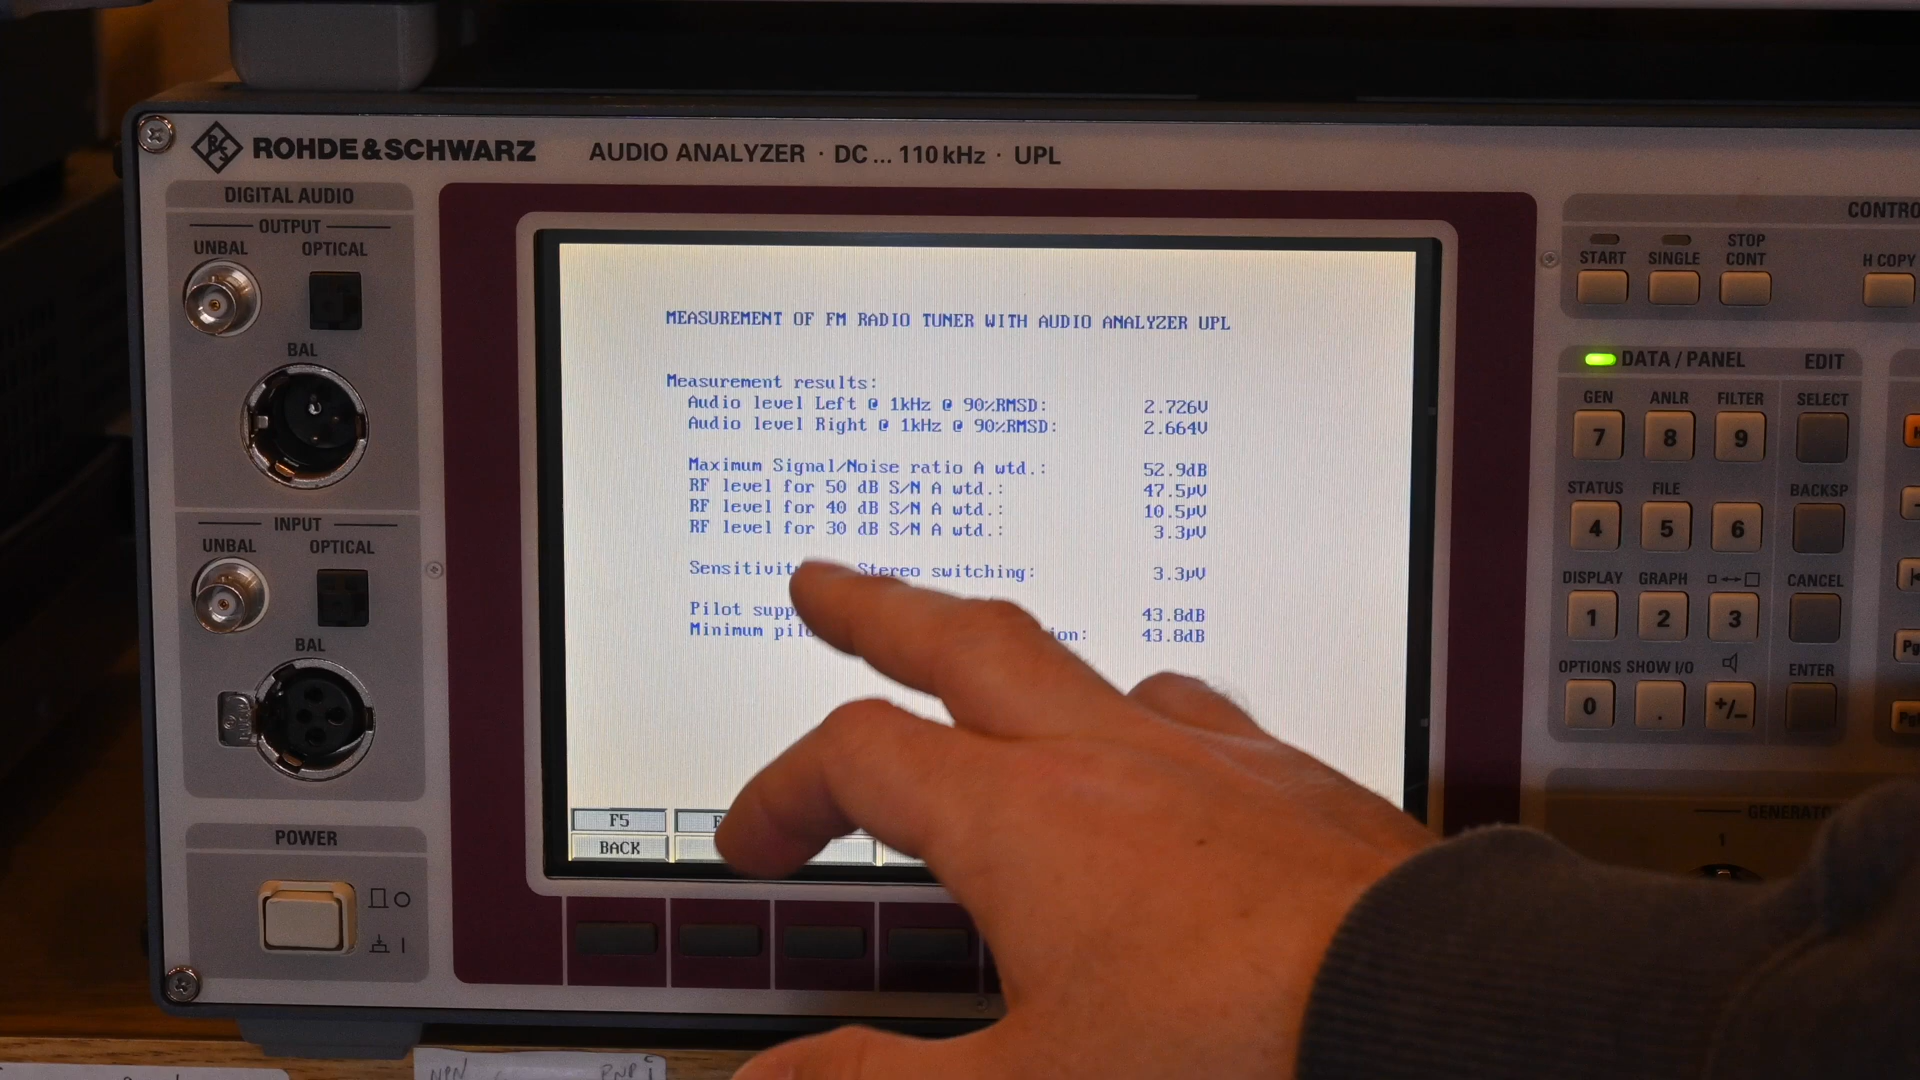 ROHDE&SCHWARZ AUDIO ANALYZER · DC ... 110 kHz · UPL
DIGITAL AUDIO
OUTPUT
UNBAL OPTICAL
BAL
INPUT
UNBAL OPTICAL
BAL
POWER
MEASUREMENT OF FM RADIO TUNER WITH AUDIO ANALYZER UPL
Measurement results:
Audio level Left @ 1kHz @ 90%RMSD: 2.726V
Audio level Right @ 1kHz @ 90%RMSD: 2.664V
Maximum Signal/Noise ratio A wtd.: 52.9dB
RF level for 50 dB S/N A wtd.: 47.5µV
RF level for 40 dB S/N A wtd.: 10.5µV
RF level for 30 dB S/N A wtd.: 3.3µV
Sensitivit Stereo switching: 3.3µV
Pilot supp 43.8dB
Minimum pilo ion: 43.8dB
F5
BACK
CONTRO
START SINGLE STOP CONT H COPY
DATA / PANEL EDIT
GEN ANLR FILTER SELECT
7 8 9
STATUS FILE BACKSP
4 5 6
DISPLAY GRAPH CANCEL
1 2 3
OPTIONS SHOW I/O ENTER
0 . +/-
GENERATO
1
NPN PNP